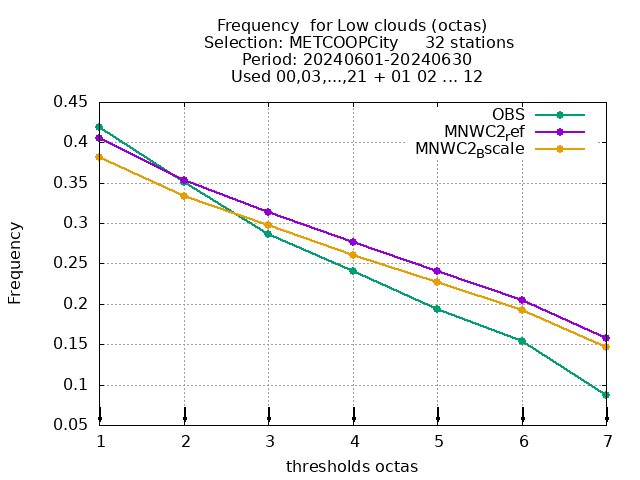 Frequency  for Low clouds (octas)
Selection: METCOOPCity     32 stations
Period: 20240601-20240630
Used 00,03,...,21 + 01 02 ... 12
0.45
0.4
0.35
0.3
0.25
0.2
0.15
0.1
0.05
Frequency
OBS
MNWC2ref
MNWC2Bscale
1 2 3 4 5 6 7
thresholds octas